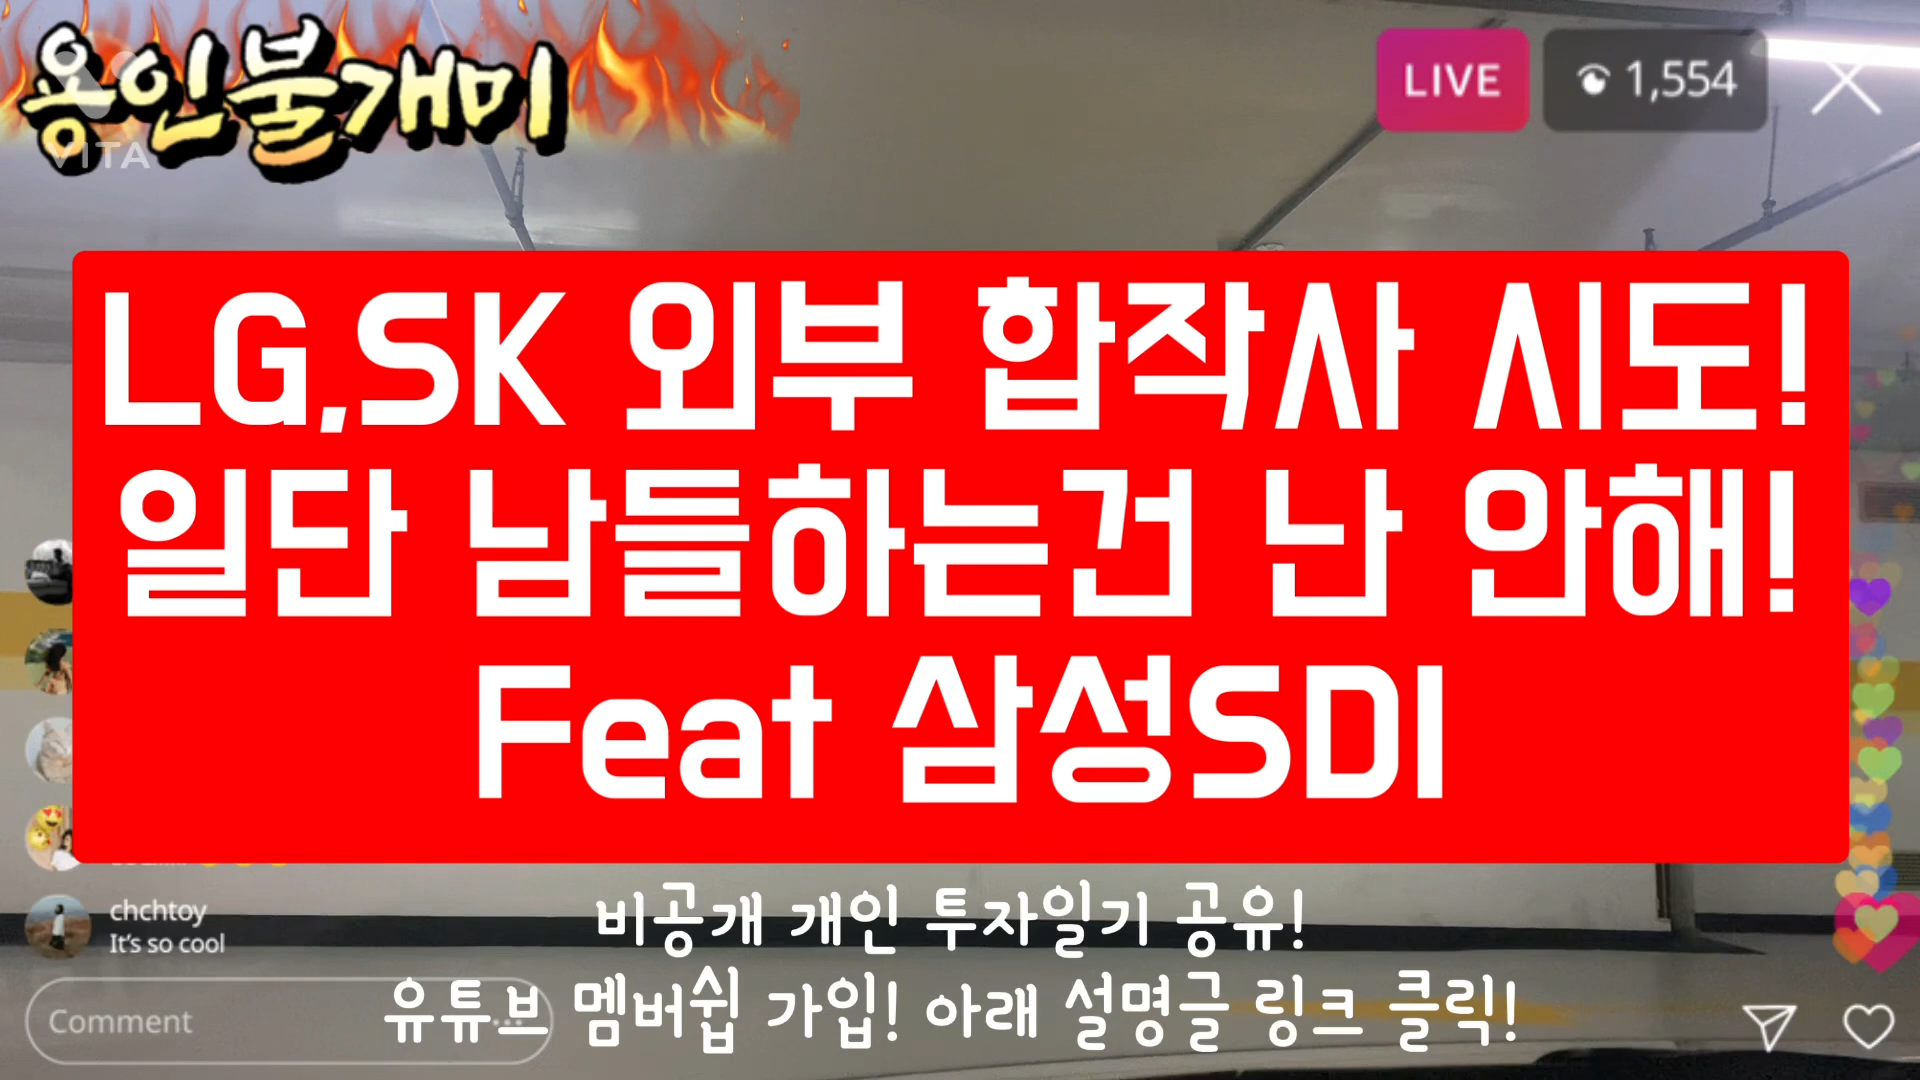 용인불개미
VITA
LIVE
1,554
LG,SK 외부 합작사 시도!
일단 남들하는건 난 안해!
Feat 삼성SDI
chchtoy
It's so cool
비공개 개인 투자일기 공유!
유튜브 멤버쉽 가입! 아래 설명글 링크 클릭!
Comment